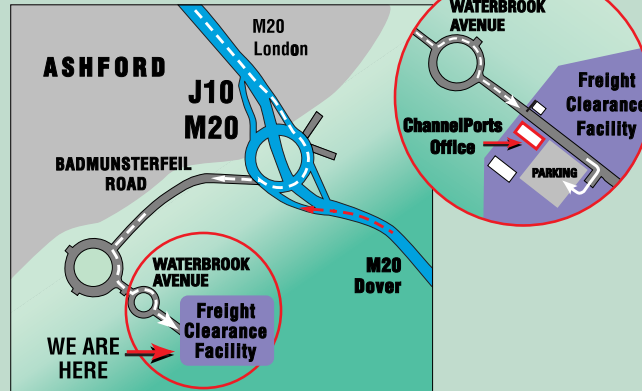 M20
London
ASHFORD
J10
M20
BADMUNSTERFEIL
ROAD
WATERBROOK
AVENUE
Freight
Clearance
Facility
WE ARE
HERE
M20
Dover
WATERBROOK
AVENUE
Freight
Clearance
Facility
ChannelPorts
Office
PARKING